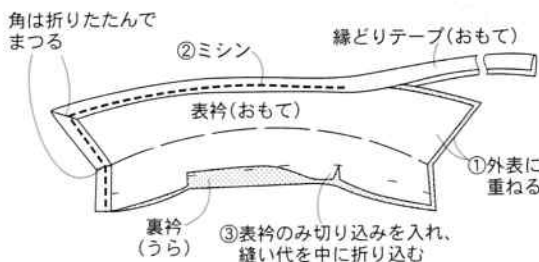 角は折りたたんで
まつる
②ミシン
縁どりテープ(おもて)
表衿(おもて)
①外表に
重ねる
裏衿
(うら)
③表衿のみ切り込みを入れ、
縫い代を中に折り込む